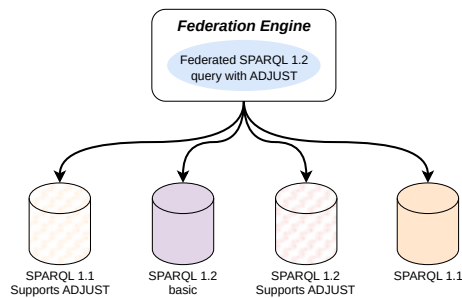 Federation Engine
Federated SPARQL 1.2
query with ADJUST
SPARQL 1.1
Supports ADJUST
SPARQL 1.2
basic
SPARQL 1.2
Supports ADJUST
SPARQL 1.1